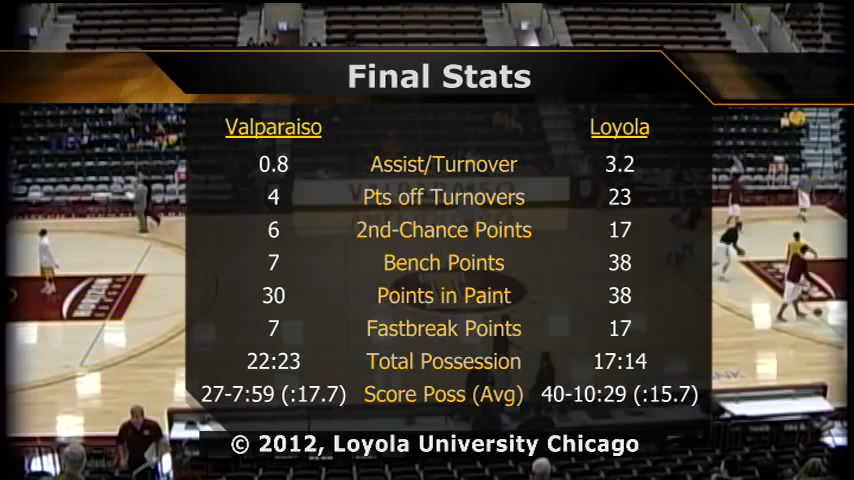 Final Stats
Valparaiso Loyola
0.8 Assist/Turnover 3.2
4 Pts off Turnovers 23
6 2nd-Chance Points 17
7 Bench Points 38
30 Points in Paint 38
7 Fastbreak Points 17
22:23 Total Possession 17:14
27-7:59 (:17.7) Score Poss (Avg) 40-10:29 (:15.7)
© 2012, Loyola University Chicago